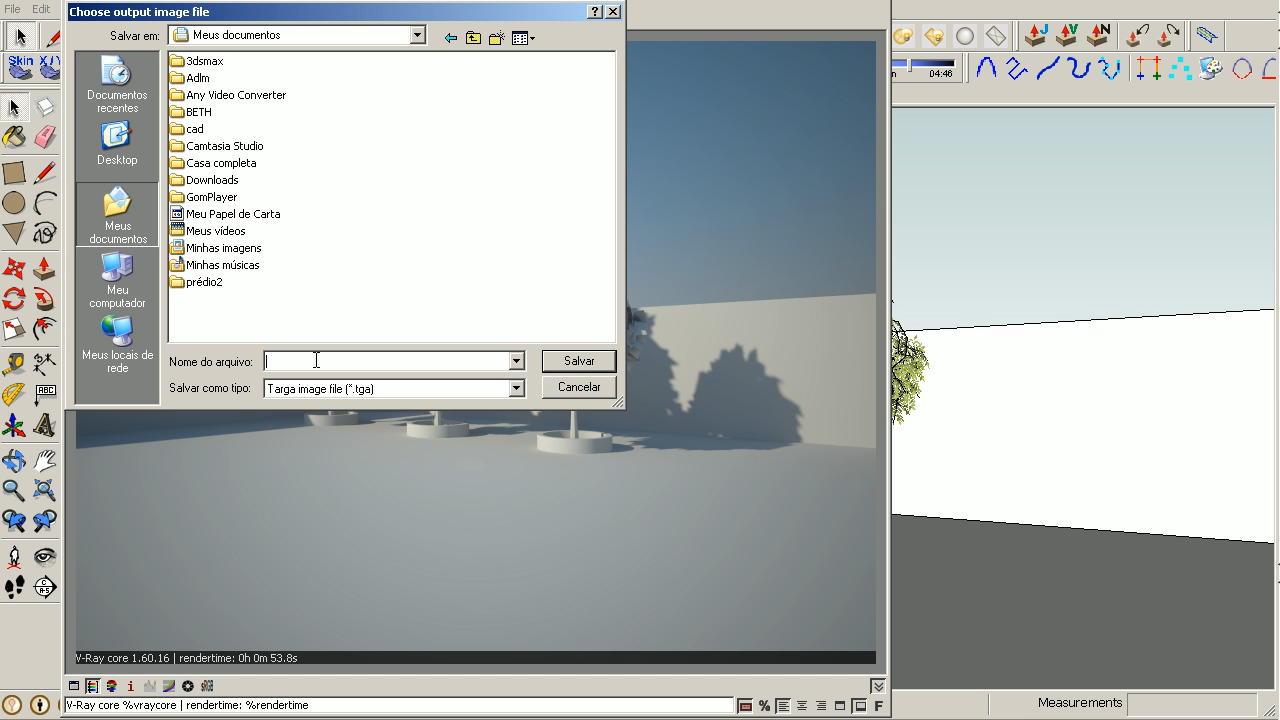 File Edit
Choose output image file
Salvar em:
Meus documentos
Skin X/Y
04:46
Documentos
recentes
Desktop
Meus
documentos
Meu
computador
Meus locais de
rede
3dsmax
Adlm
Any Video Converter
BETH
cad
Camtasia Studio
Casa completa
Downloads
GomPlayer
Meu Papel de Carta
Meus vídeos
Minhas imagens
Minhas músicas
prédio2
Nome do arquivo:
Salvar
Salvar como tipo:
Targa image file (*.tga)
Cancelar
ABC
V-Ray core 1.60.16 | rendertime: 0h 0m 53.8s
V-Ray core %vraycore | rendertime: %rendertime
% F
Measurements